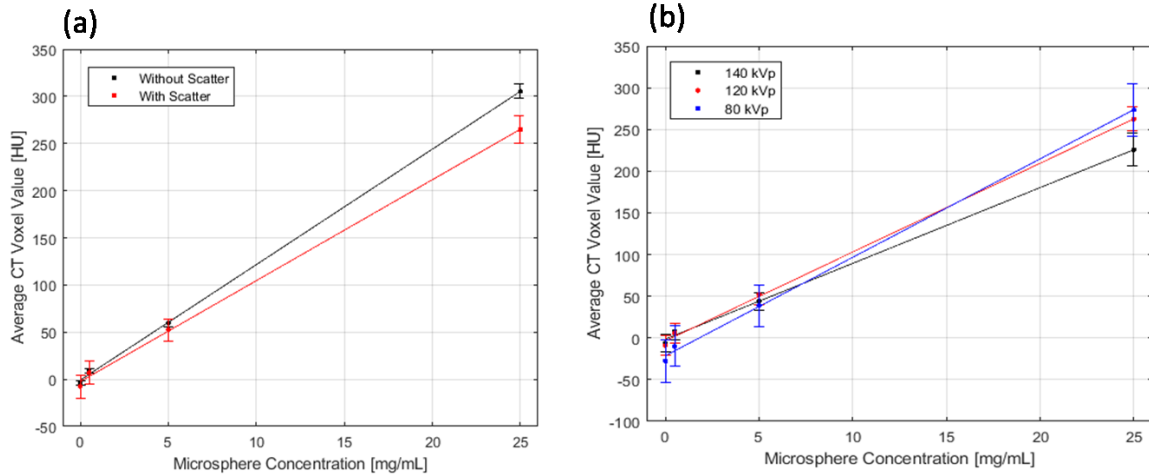 (a)
350
300
250
200
150
100
50
0
-50
Average CT Voxel Value [HU]
Without Scatter
With Scatter
0 5 10 15 20 25
Microsphere Concentration [mg/mL]
(b)
350
300
250
200
150
100
50
0
-50
-100
Average CT Voxel Value [HU]
140 kVp
120 kVp
80 kVp
0 5 10 15 20 25
Microsphere Concentration [mg/mL]